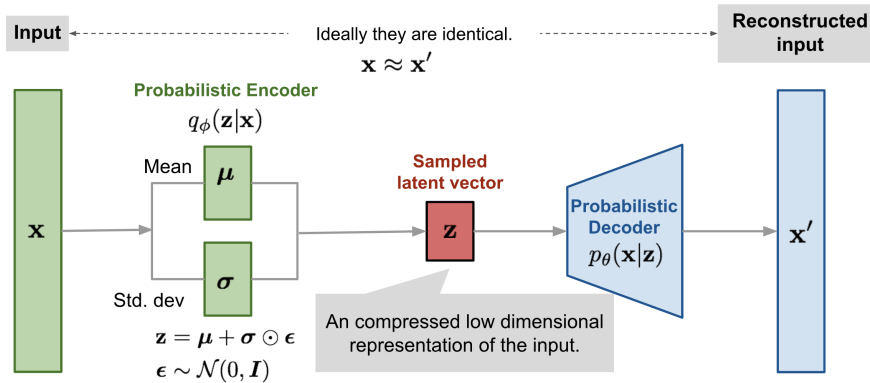 Input
Ideally they are identical.
x ≈ x′
Reconstructed
input
Probabilistic Encoder
qϕ(z|x)
Mean
μ
Std. dev
σ
z = μ + σ ⊙ ϵ
ϵ ∼ 𝒩(0, I)
x
Sampled
latent vector
z
An compressed low dimensional
representation of the input.
Probabilistic
Decoder
pθ(x|z)
x′